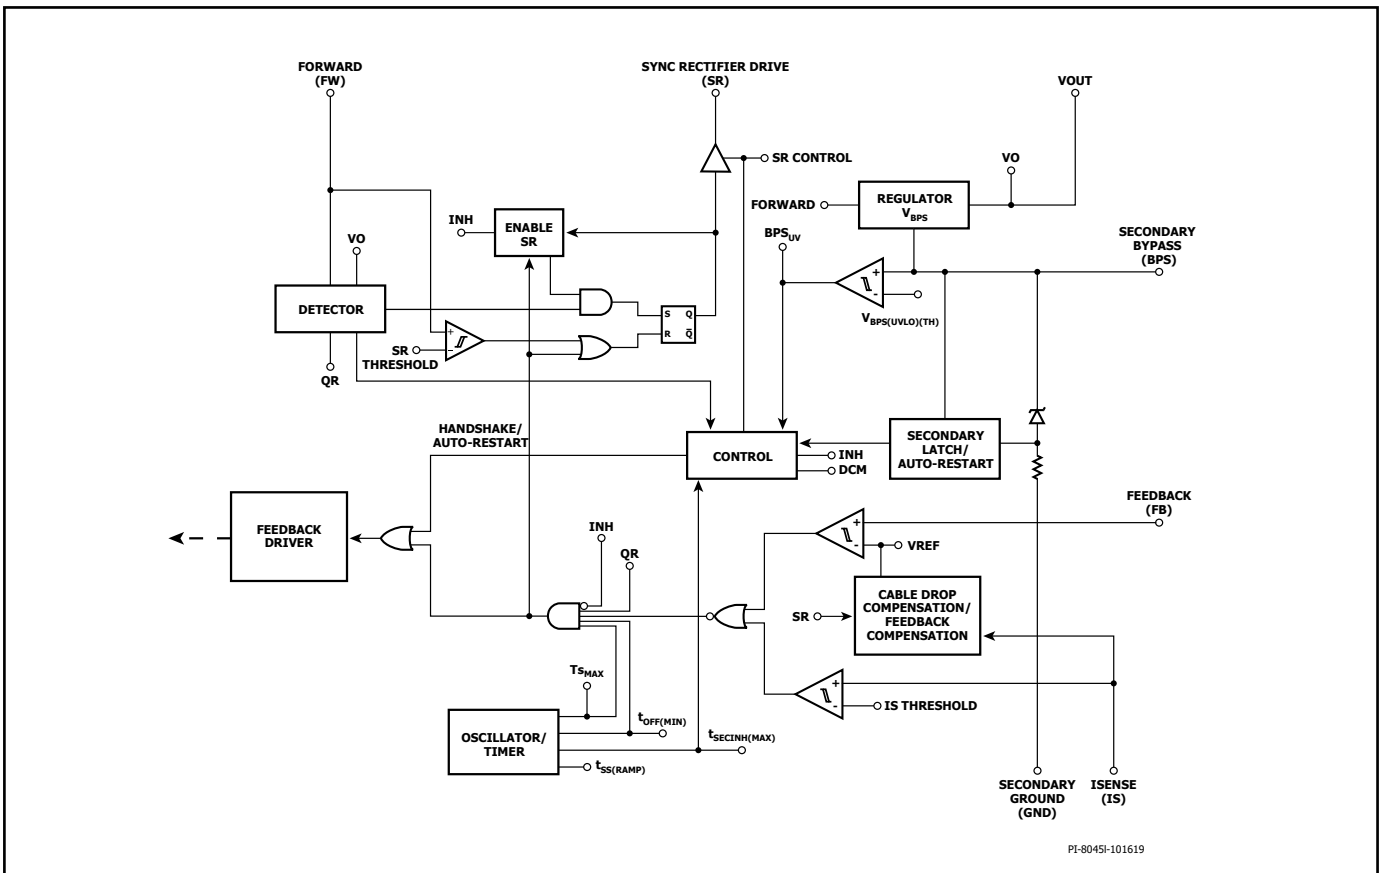 FORWARD
(FW)
SYNC RECTIFIER DRIVE
(SR)
VOUT
SR CONTROL
VO
FORWARD
REGULATOR
VBPS
INH
ENABLE
SR
BPSUV
SECONDARY
BYPASS
(BPS)
VO
+
-
VBPS(UVLO)(TH)
DETECTOR
S Q
R Q̅
+
−
SR
THRESHOLD
QR
HANDSHAKE/
AUTO-RESTART
CONTROL
INH
DCM
SECONDARY
LATCH/
AUTO-RESTART
FEEDBACK
(FB)
FEEDBACK
DRIVER
INH
QR
+
-
VREF
CABLE DROP
COMPENSATION/
FEEDBACK
COMPENSATION
SR
TsMAX
+
-
IS THRESHOLD
OSCILLATOR/
TIMER
tOFF(MIN)
tSECINH(MAX)
tSS(RAMP)
SECONDARY
GROUND
(GND)
ISENSE
(IS)
PI-8045l-101619